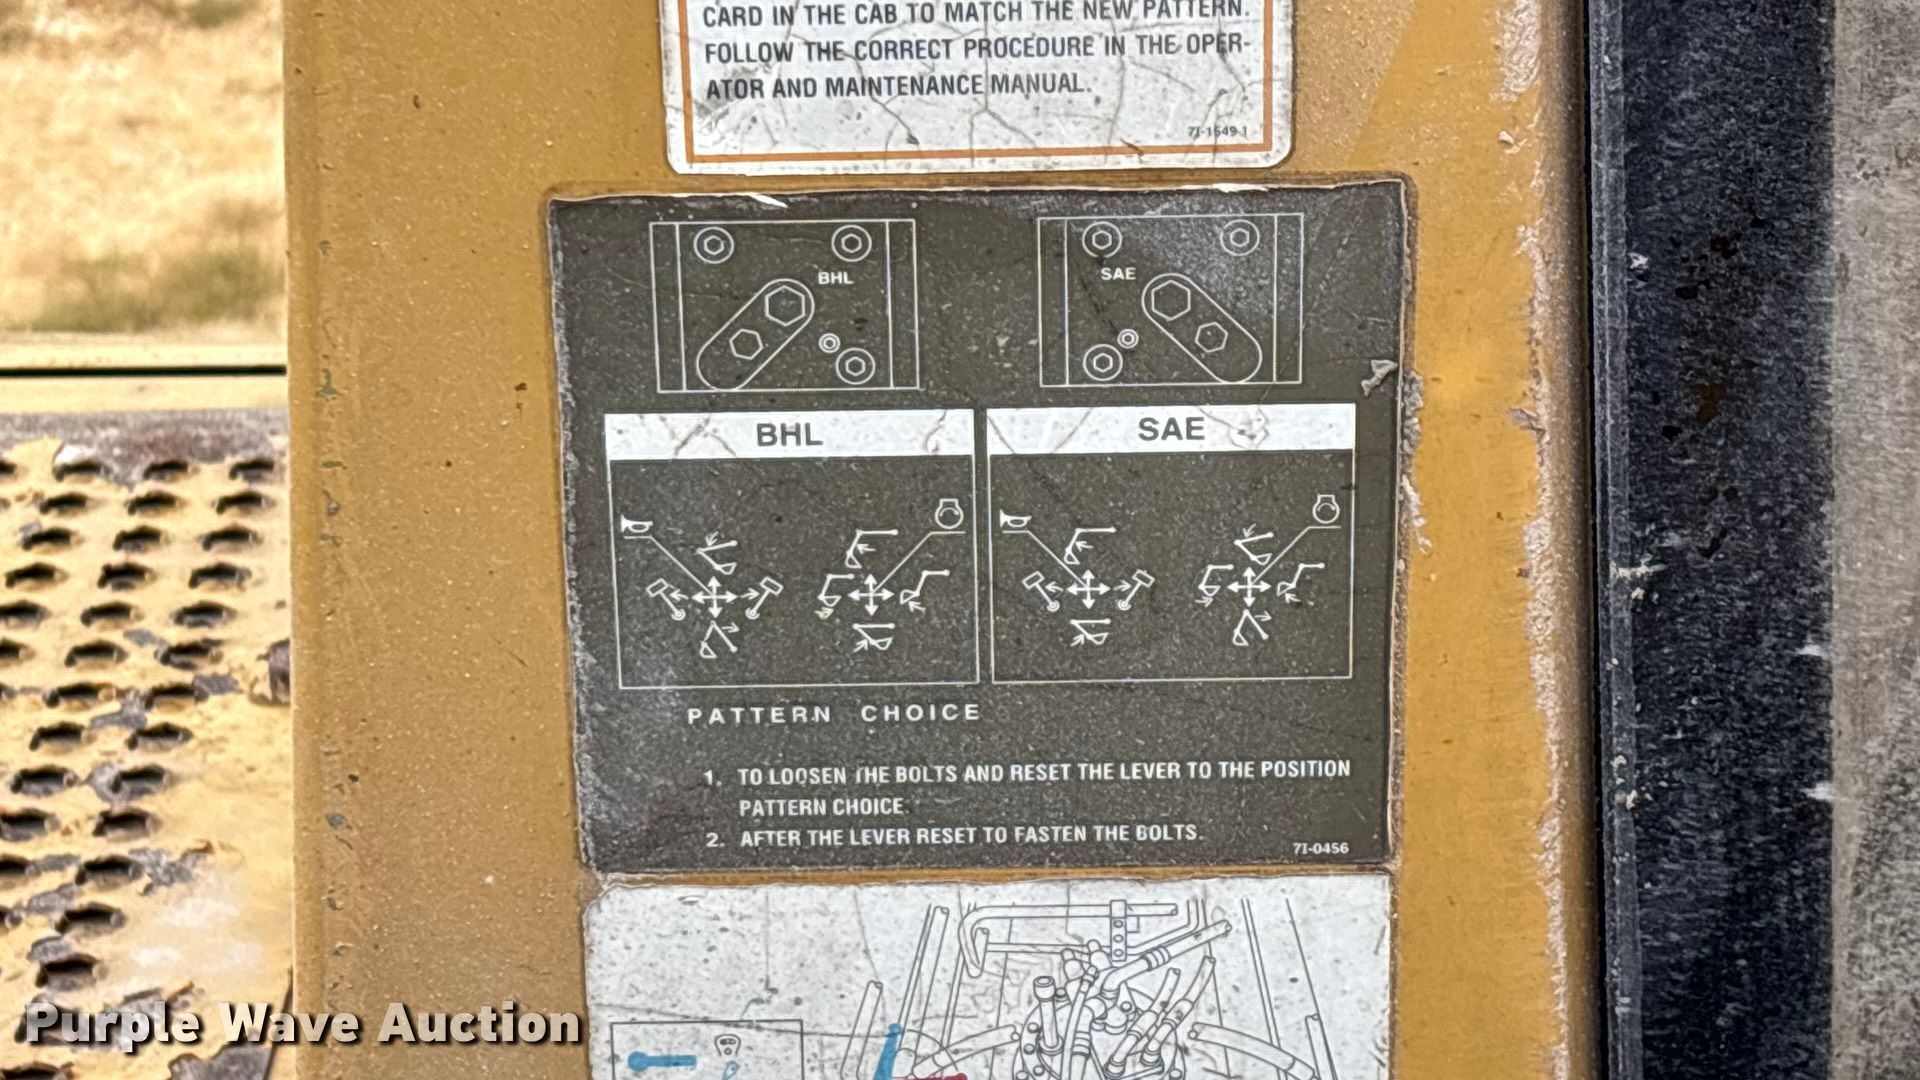 CARD IN THE CAB TO MATCH THE NEW PATTERN.
FOLLOW THE CORRECT PROCEDURE IN THE OPER-
ATOR AND MAINTENANCE MANUAL.
7I-1549 1
BHL
SAE
BHL
SAE
PATTERN CHOICE
1. TO LOOSEN THE BOLTS AND RESET THE LEVER TO THE POSITION
PATTERN CHOICE.
2. AFTER THE LEVER RESET TO FASTEN THE BOLTS.
7I-0456
Purple Wave Auction